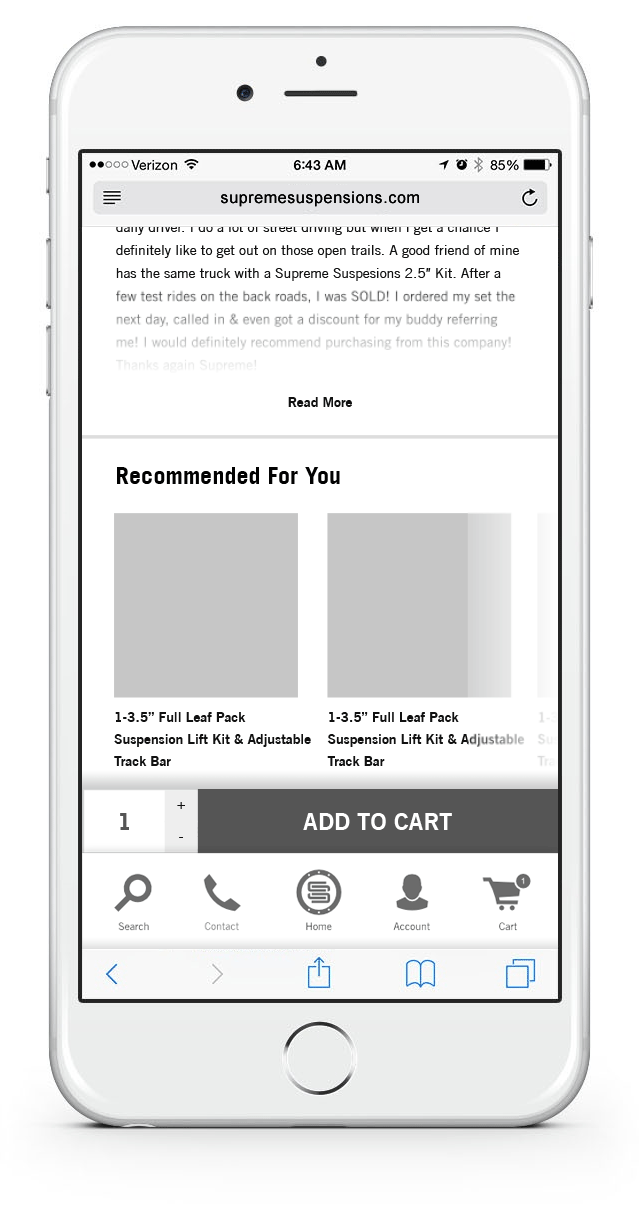 Verizon 6:43 AM 85%
supremesuspensions.com
daily driver. I do a lot of street driving but when I get a chance I
definitely like to get out on those open trails. A good friend of mine
has the same truck with a Supreme Suspesions 2.5″ Kit. After a
few test rides on the back roads, I was SOLD! I ordered my set the
next day, called in & even got a discount for my buddy referring
me! I would definitely recommend purchasing from this company!
Thanks again Supreme!
Read More
Recommended For You
1-3.5” Full Leaf Pack
Suspension Lift Kit & Adjustable
Track Bar
1-3.5” Full Leaf Pack
Suspension Lift Kit & Adjustable
Track Bar
1-3
Su
Tra
1 + -
ADD TO CART
1
Search Contact Home Account Cart